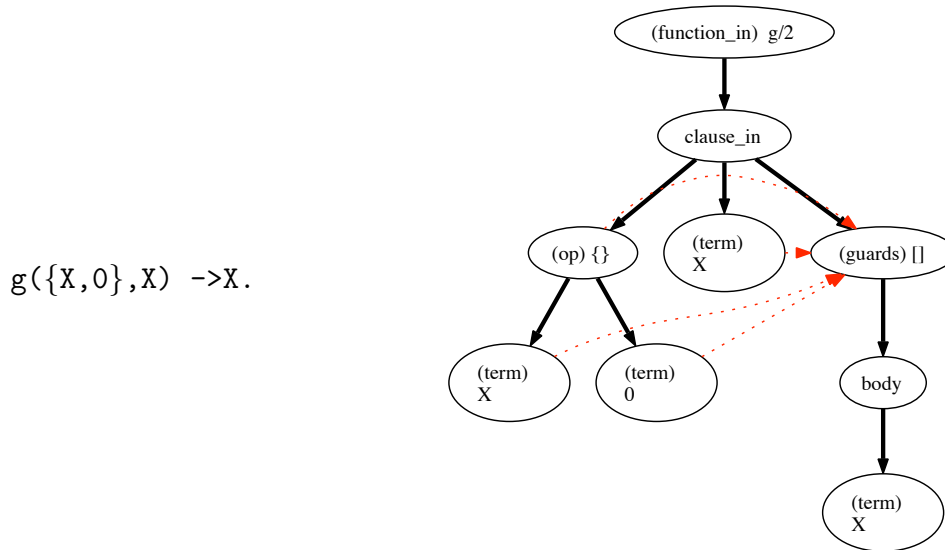 (function_in) g/2
clause_in
(op) {}
(term)
X
(guards) []
g({X,0},X) ->X.
(term)
X
(term)
0
body
(term)
X